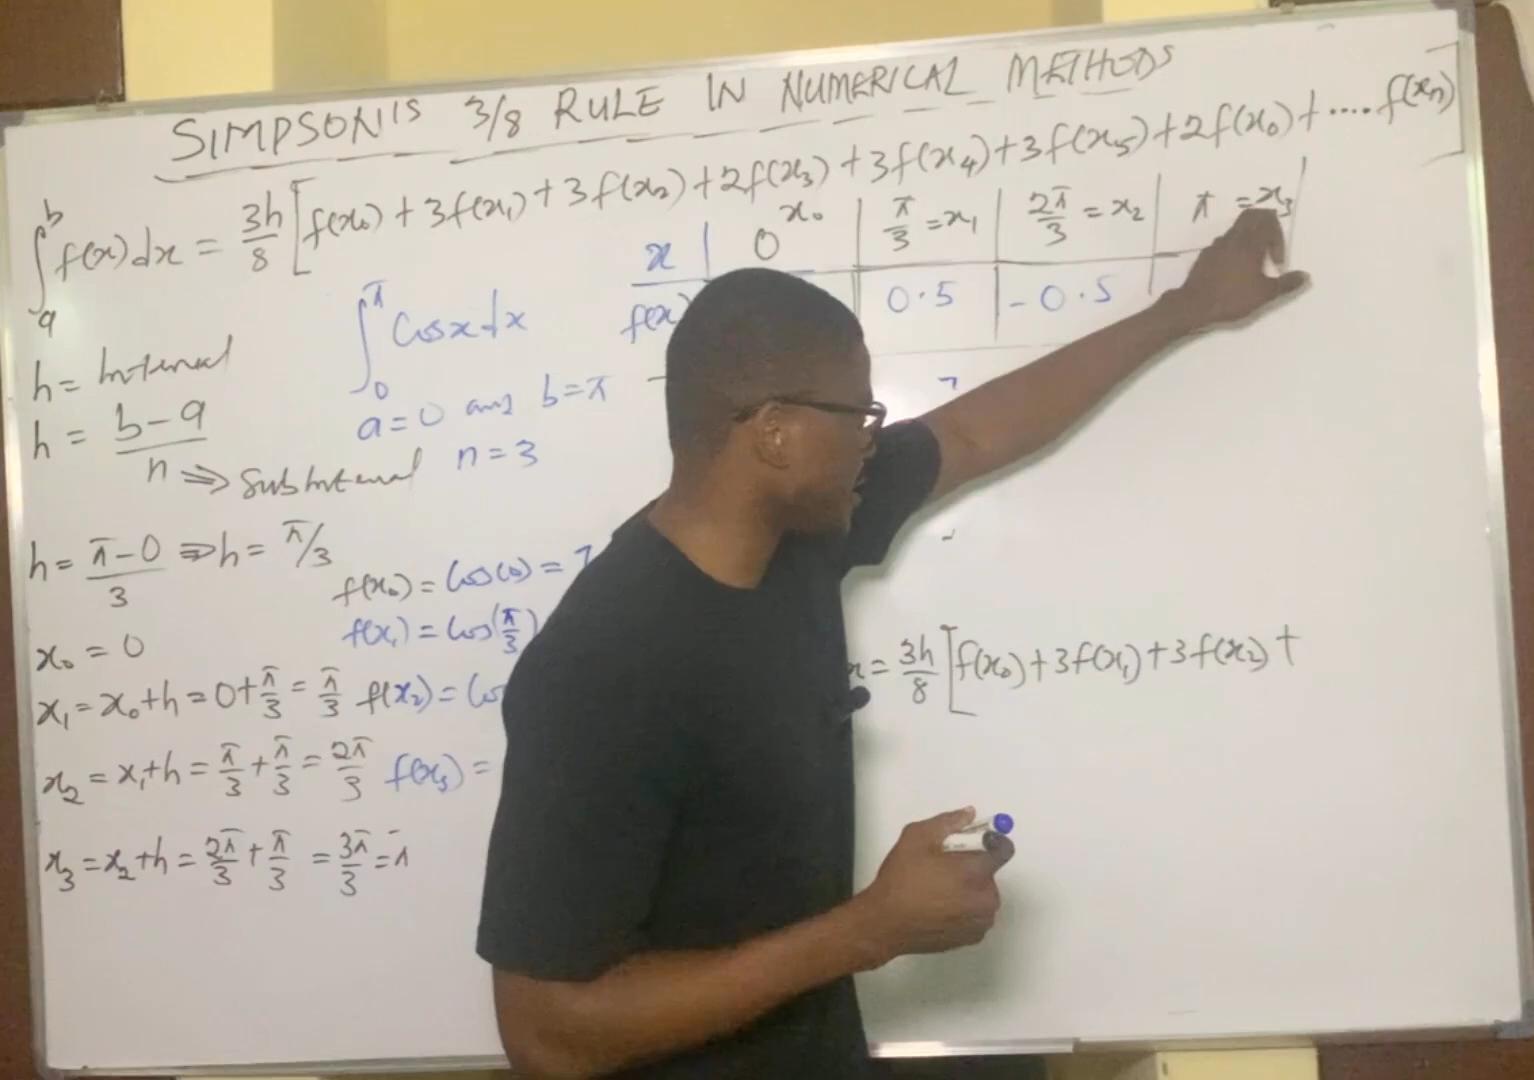 SIMPSON'S 3/8 RULE IN NUMERICAL METHODS
∫_a^b f(x)dx = 3h/8 [f(x₀) + 3f(x₁) + 3f(x₂) + 2f(x₃) + 3f(x₄) + 3f(x₅) + 2f(x₀) + .... f(xₙ)]
x | 0 x₀ | π/3 = x₁ | 2π/3 = x₂ | π = x₃
f(x) | 0.5 | -0.5
∫_0^π Cosx dx
a = 0 and b = π
n = 3
h = Interval
h = b-a/n ⇒ Subinterval
h = π-0/3 ⇒ h = π/3
x₀ = 0
x₁ = x₀+h = 0+π/3 = π/3
x₂ = x₁+h = π/3+π/3 = 2π/3
x₃ = x₂+h = 2π/3+π/3 = 3π/3 = π
f(x₀) = Cos(0) = 1
f(x₁) = Cos(π/3)
f(x₂) = Cos
f(x₃) =
x = 3h/8 [f(x₀)+3f(x₁)+3f(x₂)+